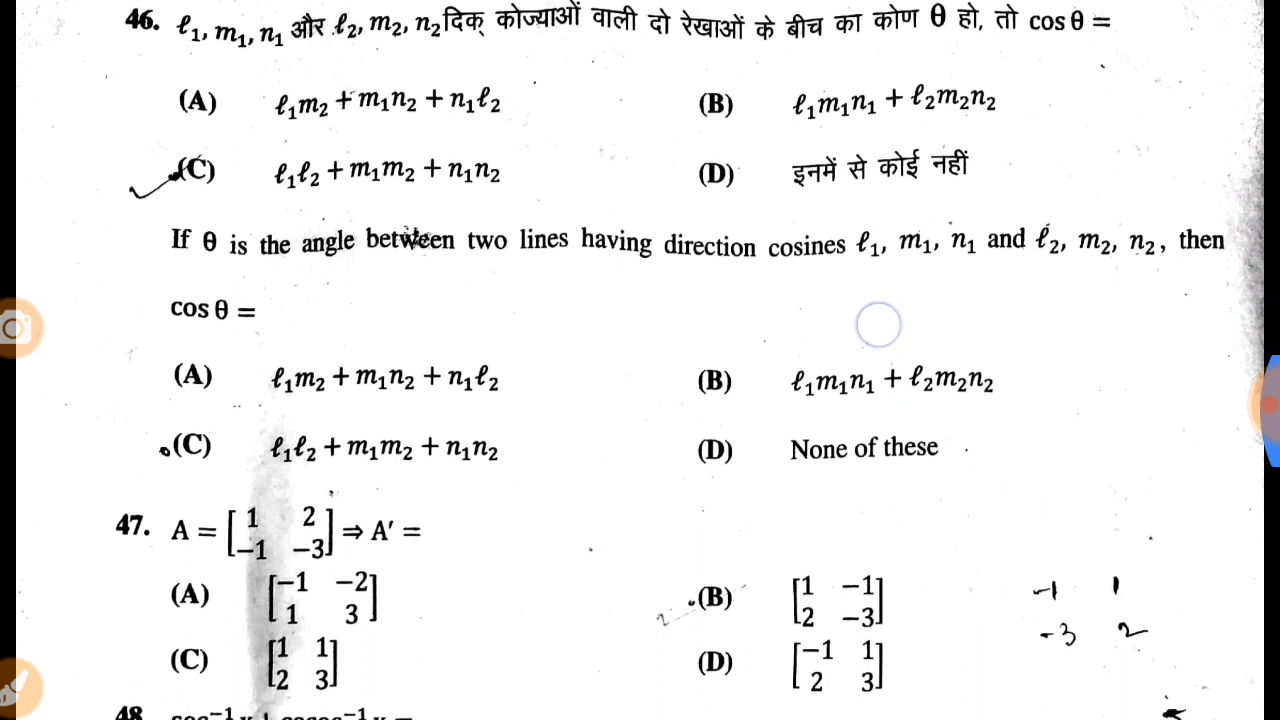 46. ℓ₁, m₁, n₁ और ℓ₂, m₂, n₂ दिक् कोज्याओं वाली दो रेखाओं के बीच का कोण θ हो, तो cos θ =
(A) ℓ₁m₂ + m₁n₂ + n₁ℓ₂ (B) ℓ₁m₁n₁ + ℓ₂m₂n₂
(C) ℓ₁ℓ₂ + m₁m₂ + n₁n₂ (D) इनमें से कोई नहीं
If θ is the angle between two lines having direction cosines ℓ₁, m₁, n₁ and ℓ₂, m₂, n₂, then
cos θ =
(A) ℓ₁m₂ + m₁n₂ + n₁ℓ₂ (B) ℓ₁m₁n₁ + ℓ₂m₂n₂
(C) ℓ₁ℓ₂ + m₁m₂ + n₁n₂ (D) None of these
47. A = [1 2; -1 -3] ⇒ A′ =
(A) [-1 -2; 1 3] (B) [1 -1; 2 -3]
-1 1
-3 2
(C) [1 1; 2 3] (D) [-1 1; 2 3]
48